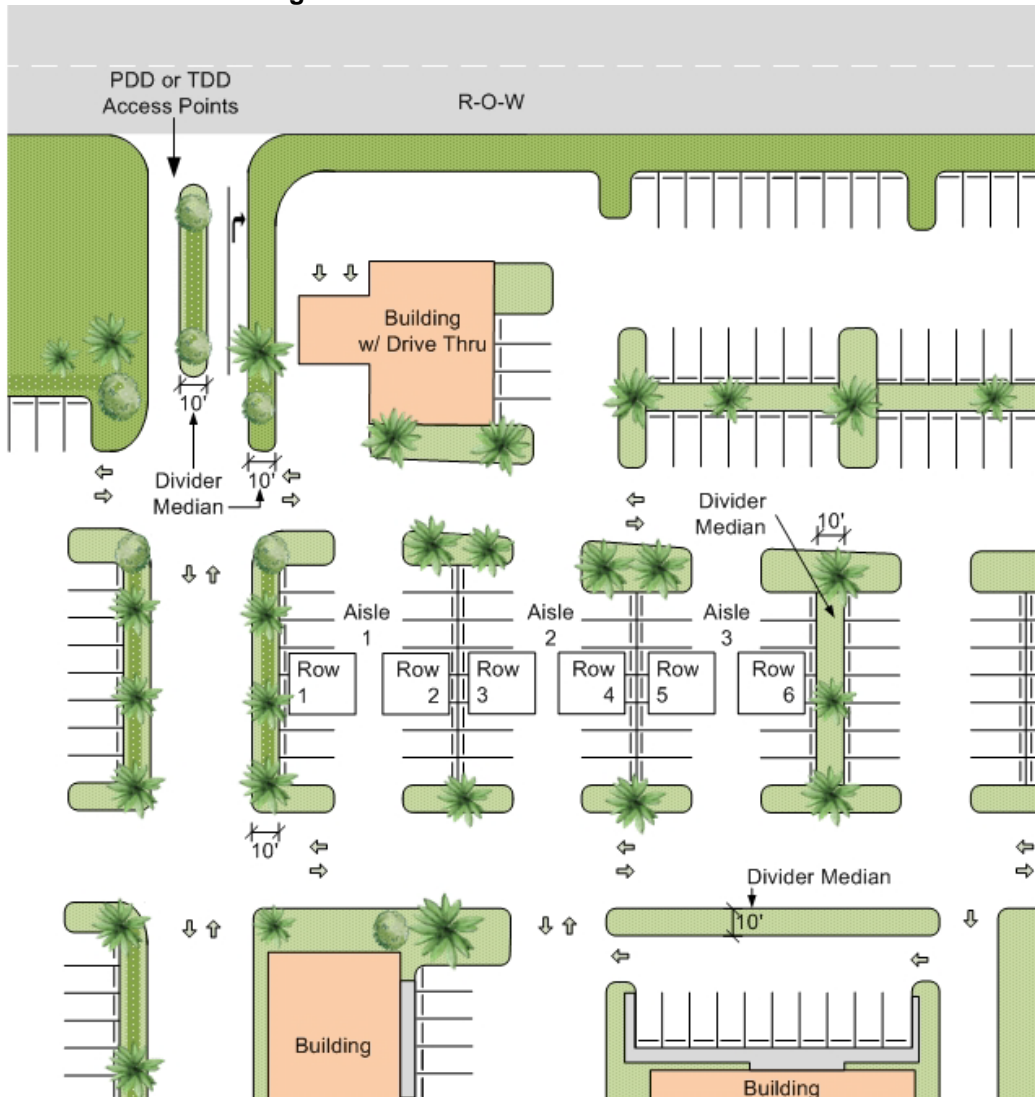 PDD or TDD
Access Points
R-O-W
Building
w/ Drive Thru
10'
10'
Divider
Median
Divider
Median
10'
Aisle
1
Aisle
2
Aisle
3
Row
1
Row
2
Row
3
Row
4
Row
5
Row
6
10'
Divider Median
10'
Building
Building